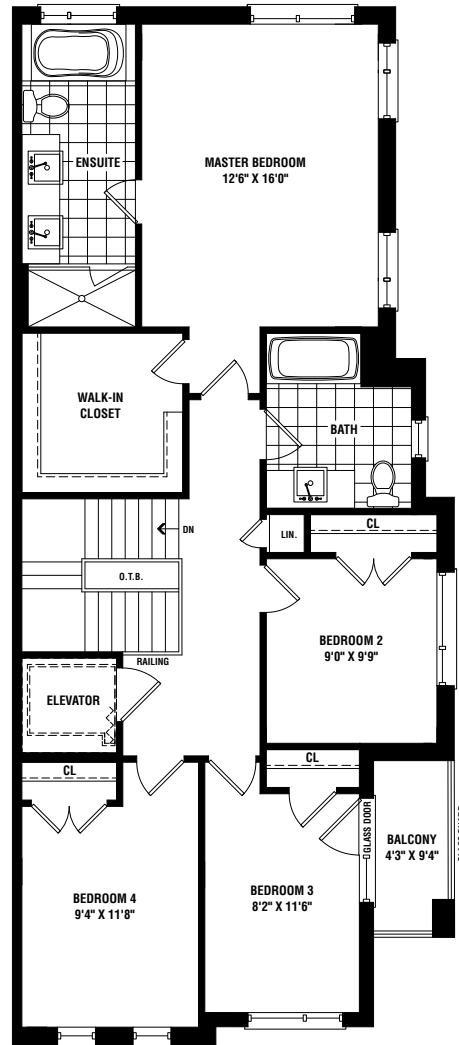 ENSUITE
MASTER BEDROOM
12'6" X 16'0"
WALK-IN
CLOSET
BATH
DN
LIN.
CL
O.T.B.
BEDROOM 2
9'0" X 9'9"
RAILING
ELEVATOR
CL
CL
GLASS DOOR
BALCONY
4'3" X 9'4"
BEDROOM 4
9'4" X 11'8"
BEDROOM 3
8'2" X 11'6"